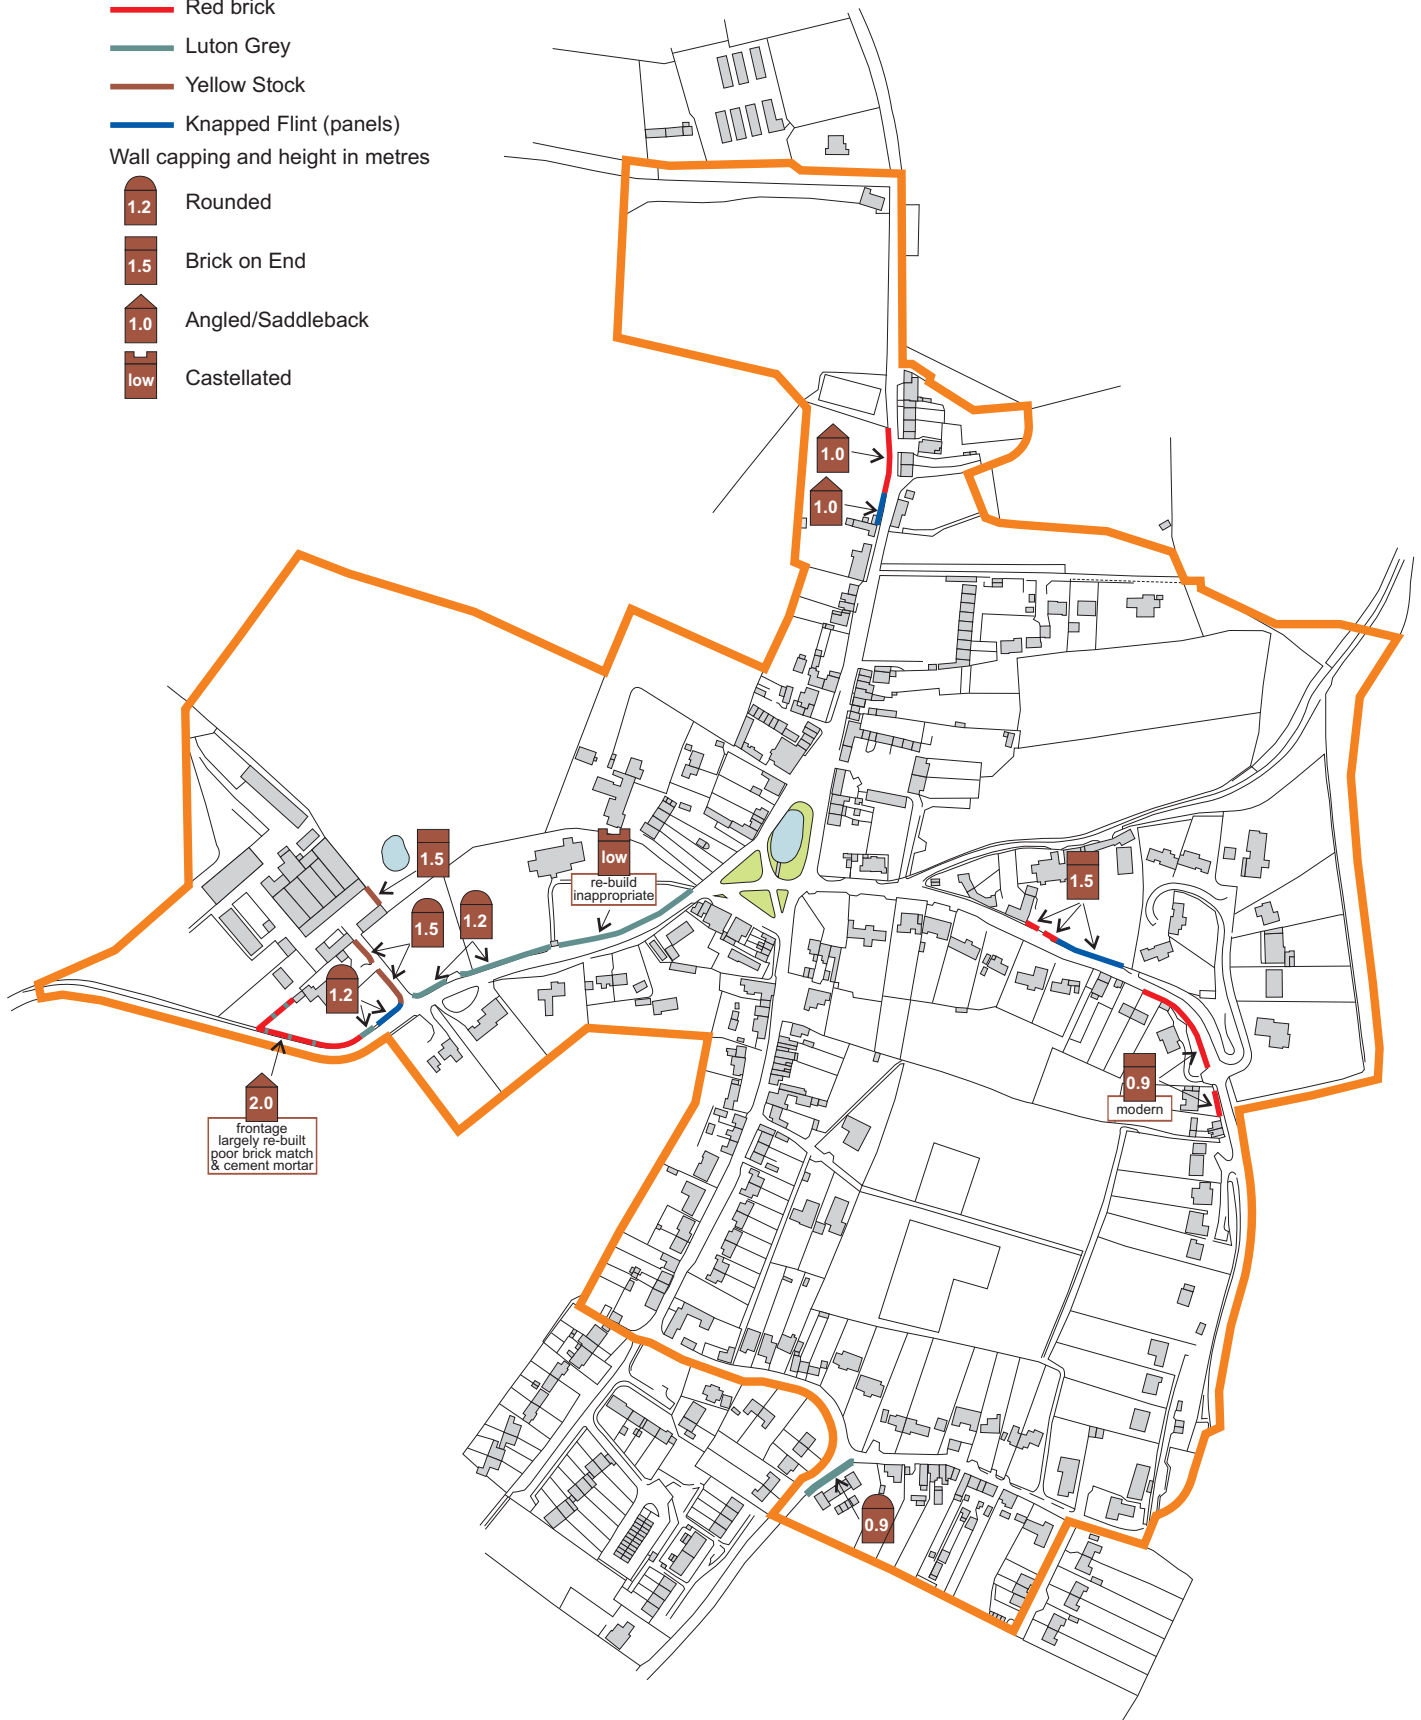 Red brick
Luton Grey
Yellow Stock
Knapped Flint (panels)
Wall capping and height in metres
1.2
Rounded
1.5
Brick on End
1.0
Angled/Saddleback
low
Castellated
1.0
1.0
1.5
low
re-build
inappropriate
1.5
1.2
1.5
1.2
2.0
frontage
largely re-built
poor brick match
& cement mortar
0.9
modern
0.9